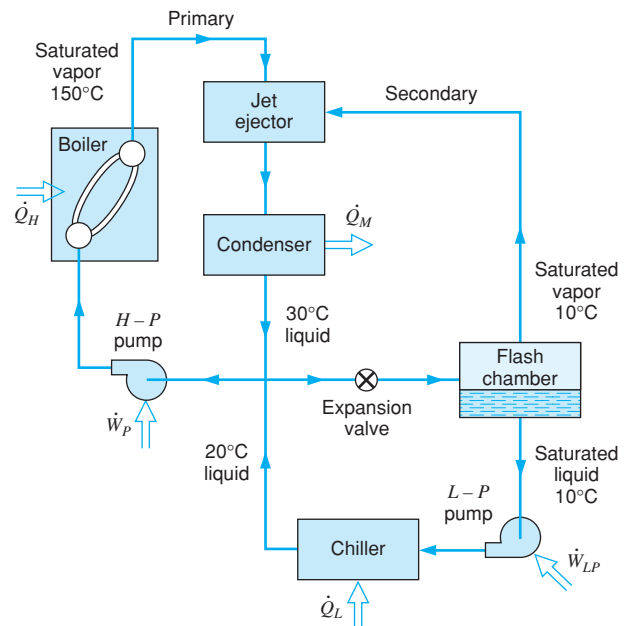 Primary
Saturated
vapor
150°C
Jet
ejector
Secondary
Boiler
Q̇H
Condenser
Q̇M
Saturated
vapor
10°C
30°C
liquid
H – P
pump
Flash
chamber
Expansion
valve
ẆP
20°C
liquid
Saturated
liquid
10°C
L – P
pump
Chiller
ẆLP
Q̇L